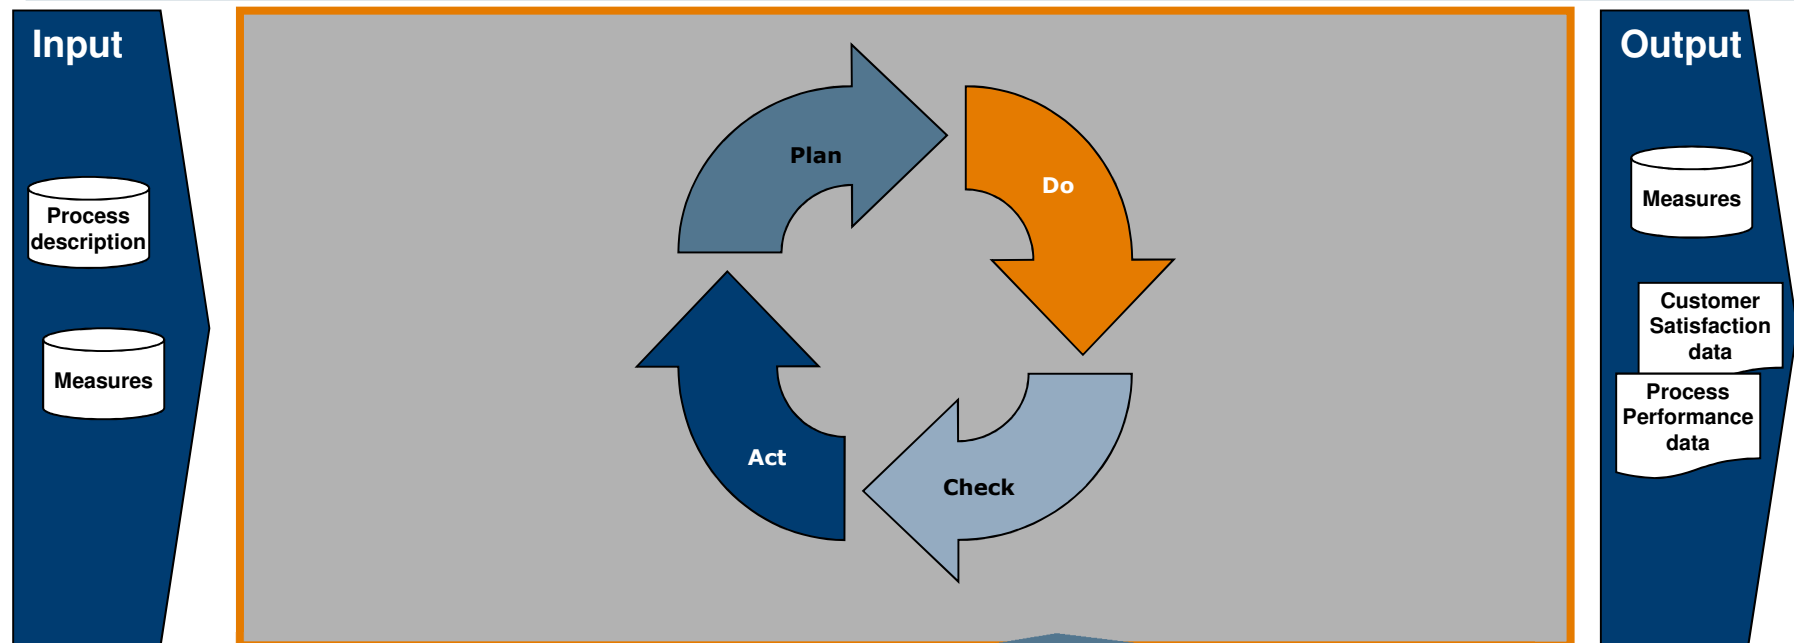 Input
Process
description
Measures
Plan
Do
Check
Act
Output
Measures
Customer
Satisfaction
data
Process
Performance
data